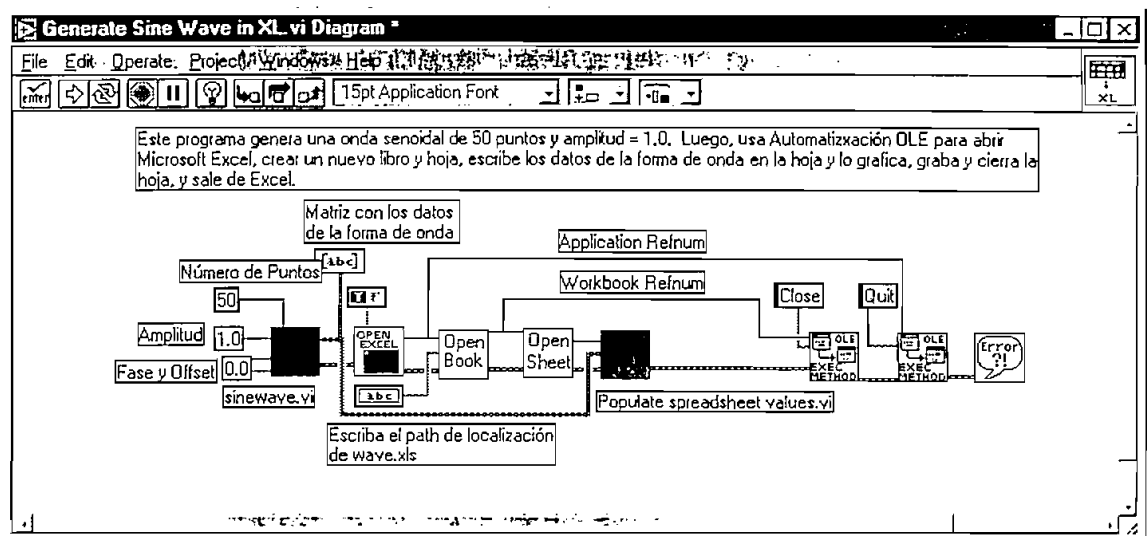 Generate Sine Wave in XL.vi Diagram *
File Edit Operate Project Windows Help
enter
15pt Application Font
XL
Este programa genera una onda senoidal de 50 puntos y amplitud = 1.0. Luego, usa Automatizxación OLE para abrir
Microsoft Excel, crear un nuevo libro y hoja, escribe los datos de la forma de onda en la hoja y lo grafica, graba y cierra la
hoja, y sale de Excel.
Matriz con los datos
de la forma de onda
[abc]
Número de Puntos
50
Amplitud
1.0
Fase y Offset
0.0
sinewave.vi
T F
OPEN
EXCEL
abc
Escriba el path de localización
de wave.xls
Open
Book
Open
Sheet
Application Refnum
Workbook Refnum
Populate spreadsheet values.vi
Close
OLE
EXEC
METHOD
Quit
OLE
EXEC
METHOD
Error
?!